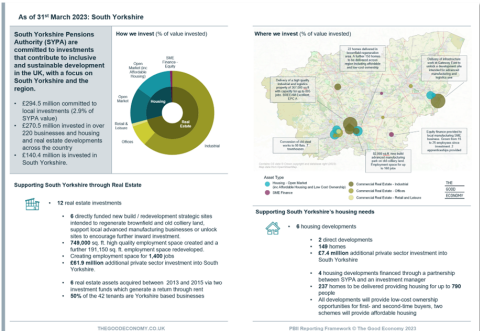 As of 31st March 2023: South Yorkshire
South Yorkshire Pensions
Authority (SYPA) are
committed to investments
that contribute to inclusive
and sustainable development
in the UK, with a focus on
South Yorkshire and the
region.
• £294.5 million committed to
local investments (2.9% of
SYPA value)
• £270.5 million invested in over
220 businesses and housing
and real estate developments
across the country
• £140.4 million is invested in
South Yorkshire.
How we invest (% of value invested)
SME
Finance -
Equity
Open
Market (inc
Affordable
Housing)
Open
Market
Retail &
Leisure
Offices
Industrial
Housing
Real
Estate
Supporting South Yorkshire through Real Estate
• 12 real estate investments
• 6 directly funded new build / redevelopment strategic sites
intended to regenerate brownfield and old colliery land,
support local advanced manufacturing businesses or unlock
sites to encourage further inward investment.
• 749,000 sq. ft. high quality employment space created and a
further 191,150 sq. ft. employment space redeveloped.
• Creating employment space for 1,400 jobs
• £61.9 million additional private sector investment into South
Yorkshire.
• 6 real estate assets acquired between 2013 and 2015 via two
investment funds which generate a return through rent
• 50% of the 42 tenants are Yorkshire based businesses
THEGOODECONOMY.CO.UK
Where we invest (% of value invested)
Asset Type
Housing - Open Market
(inc Affordable Housing and Low Cost Ownership)
SME Finance
Commercial Real Estate - Industrial
Commercial Real Estate - Offices
Commercial Real Estate - Retail and Leisure
THE
GOOD
ECONOMY
Supporting South Yorkshire's housing needs
• 6 housing developments
• 2 direct developments
• 149 homes
• £7.4 million additional private sector investment into
South Yorkshire
• 4 housing developments financed through a partnership
between SYPA and an investment manager
• 237 homes to be delivered providing housing for up to 790
people
• All developments will provide low-cost ownership
opportunities for first- and second-time buyers, two
schemes will provide affordable housing
PBII Reporting Framework © The Good Economy 2023